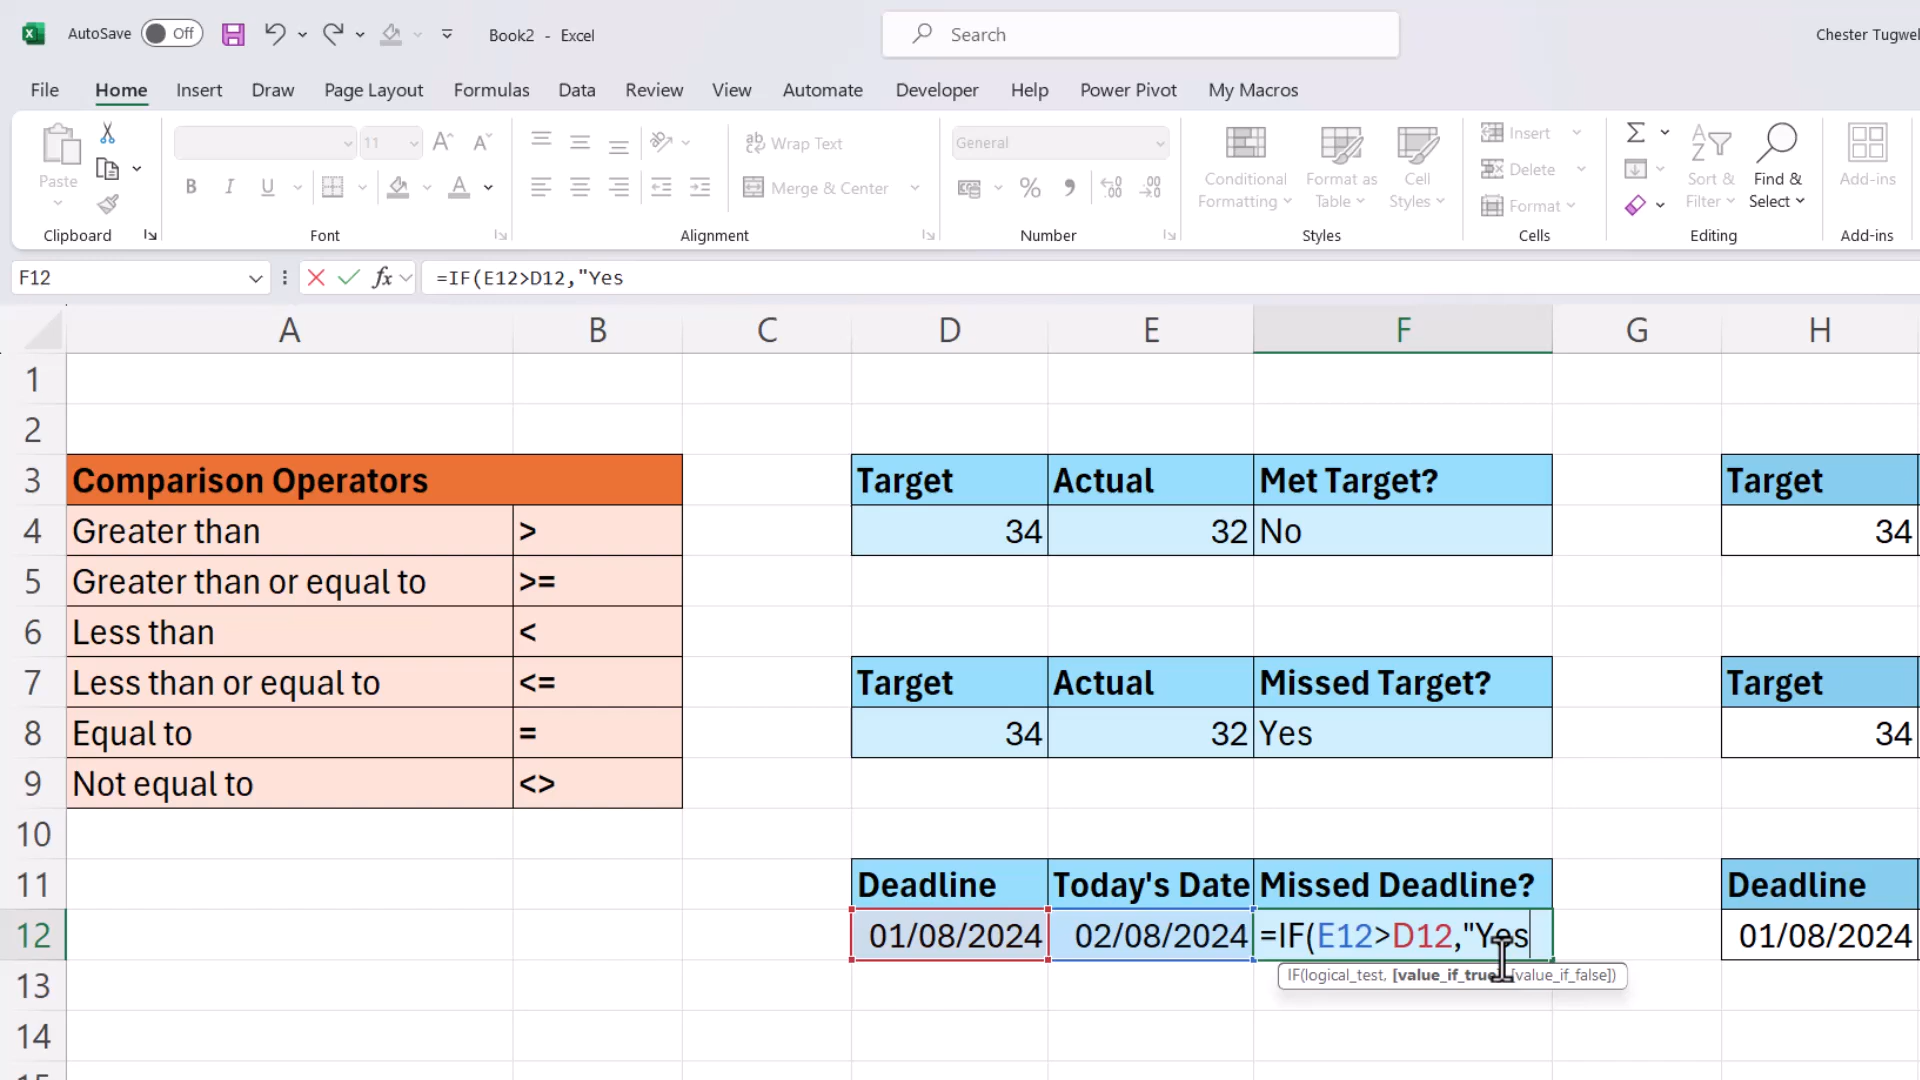 AutoSave Off Book2 - Excel Search Chester Tugwel
File Home Insert Draw Page Layout Formulas Data Review View Automate Developer Help Power Pivot My Macros
Paste 11 Wrap Text General Conditional Formatting Format as Table Cell Styles Insert Sort & Filter Find & Select Add-ins
B I U Merge & Center Delete
Format
Clipboard Font Alignment Number Styles Cells Editing Add-ins
F12 fx =IF(E12>D12,"Yes
A B C D E F G H
1
2
3 Comparison Operators Target Actual Met Target? Target
4 Greater than > 34 32 No 34
5 Greater than or equal to >=
6 Less than <
7 Less than or equal to <= Target Actual Missed Target? Target
8 Equal to = 34 32 Yes 34
9 Not equal to <>
10
11 Deadline Today's Date Missed Deadline? Deadline
12 01/08/2024 02/08/2024 =IF(E12>D12,"Yes 01/08/2024
IF(logical_test, [value_if_true], [value_if_false])
13
14